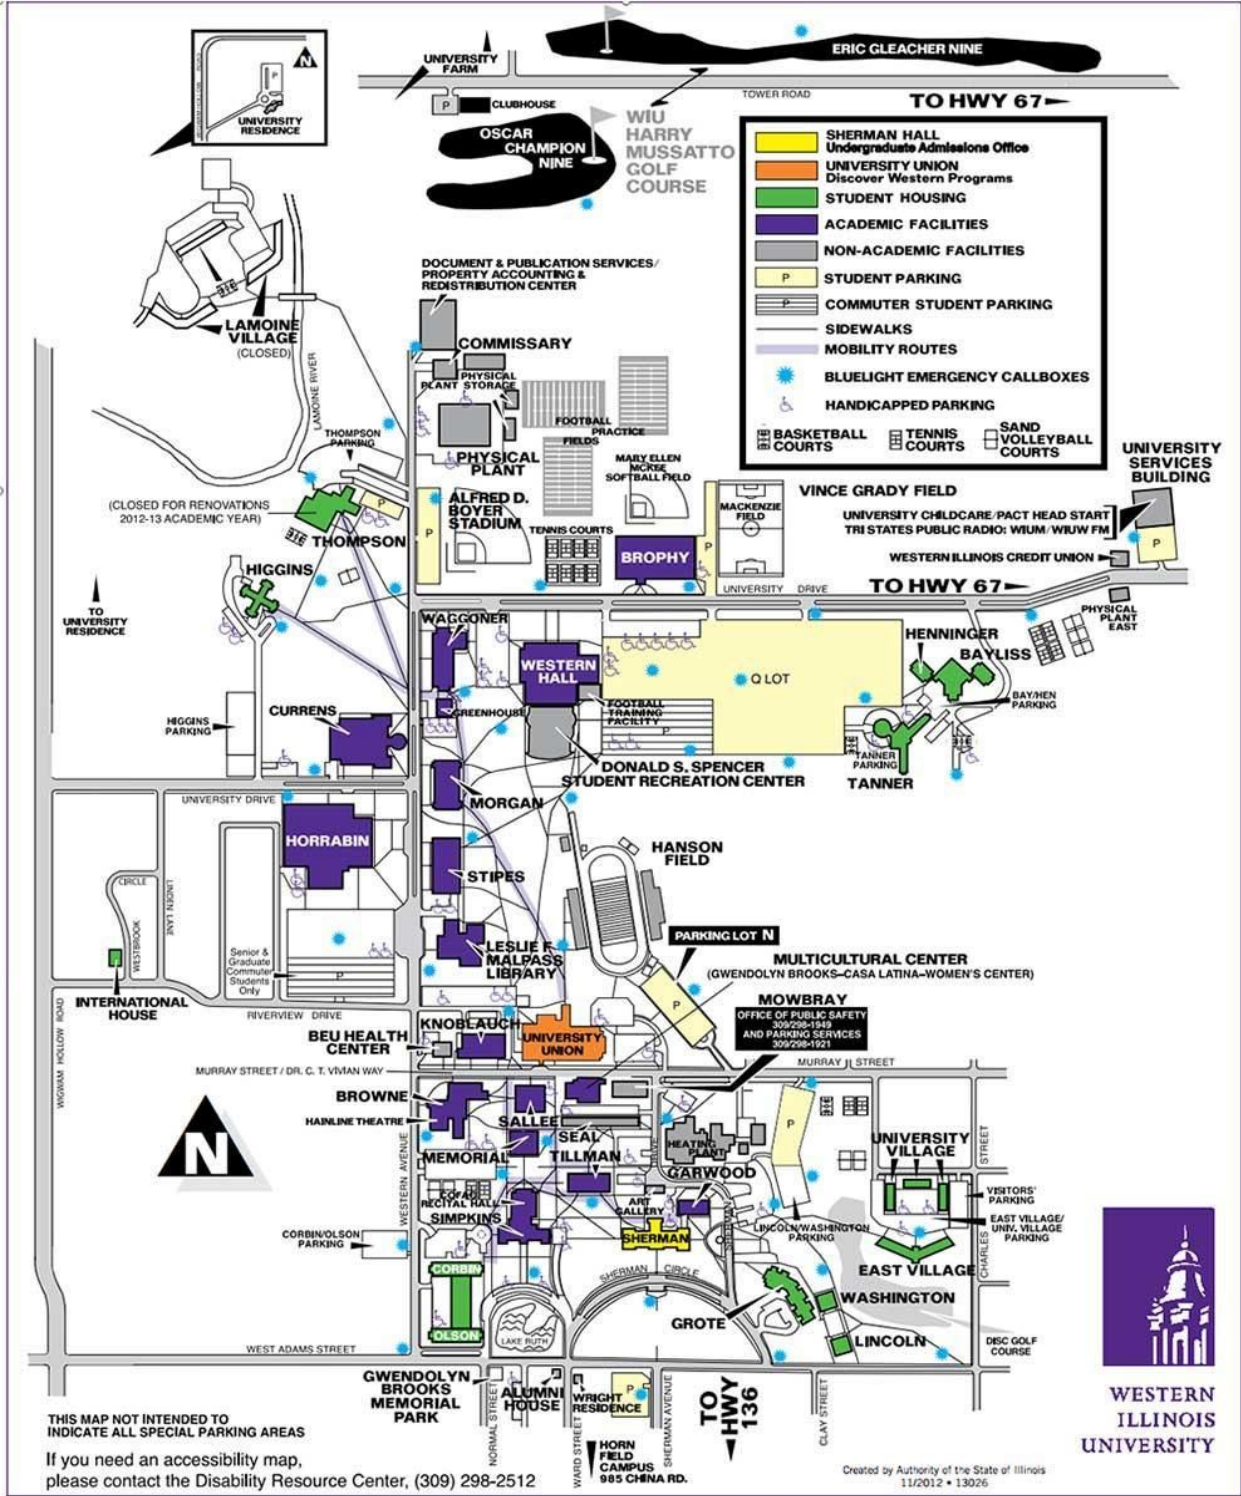 ERIC GLEACHER NINE
UNIVERSITY
FARM
TOWER ROAD
TO HWY 67
P
CLUBHOUSE
N
P
UNIVERSITY
RESIDENCE
OSCAR
CHAMPION
NINE
WIU
HARRY
MUSSATTO
GOLF
COURSE
SHERMAN HALL
Undergraduate Admissions Office
UNIVERSITY UNION
Discover Western Programs
STUDENT HOUSING
ACADEMIC FACILITIES
NON-ACADEMIC FACILITIES
P STUDENT PARKING
P COMMUTER STUDENT PARKING
SIDEWALKS
MOBILITY ROUTES
BLUELIGHT EMERGENCY CALLBOXES
HANDICAPPED PARKING
BASKETBALL
COURTS
TENNIS
COURTS
SAND
VOLLEYBALL
COURTS
DOCUMENT & PUBLICATION SERVICES/
PROPERTY ACCOUNTING &
REDISTRIBUTION CENTER
LAMOINE
VILLAGE
(CLOSED)
LAMOINE RIVER
COMMISSARY
PHYSICAL
PLANT STORAGE
FOOTBALL
PRACTICE
FIELDS
PHYSICAL
PLANT
MARY ELLEN
MCKEE
SOFTBALL FIELD
THOMPSON
PARKING
P
(CLOSED FOR RENOVATIONS
2012-13 ACADEMIC YEAR)
THOMPSON
P
ALFRED D.
BOYER
STADIUM
TENNIS COURTS
BROPHY
P
MACKENZIE
FIELD
VINCE GRADY FIELD
UNIVERSITY
SERVICES
BUILDING
UNIVERSITY CHILDCARE/PACT HEAD START
TRI STATES PUBLIC RADIO: WIUM/WIUW FM
P
WESTERN ILLINOIS CREDIT UNION
UNIVERSITY DRIVE
TO HWY 67
PHYSICAL
PLANT
EAST
HIGGINS
TO
UNIVERSITY
RESIDENCE
WAGGONER
WESTERN
HALL
Q LOT
HENNINGER
BAYLISS
BAY/HEN
PARKING
GREENHOUSE
FOOTBALL
TRAINING
FACILITY
P
CURRENS
HIGGINS
PARKING
DONALD S. SPENCER
STUDENT RECREATION CENTER
TANNER
PARKING
TANNER
UNIVERSITY DRIVE
MORGAN
HORRABIN
HANSON
FIELD
STIPES
CIRCLE
WESTBROOK
LINDEN LANE
Senior &
Graduate
Commuter
Students
Only
P
LESLIE F.
MALPASS
LIBRARY
PARKING LOT N
P
MULTICULTURAL CENTER
(GWENDOLYN BROOKS–CASA LATINA–WOMEN'S CENTER)
INTERNATIONAL
HOUSE
RIVERVIEW DRIVE
WIGWAM HOLLOW ROAD
MOWBRAY
OFFICE OF PUBLIC SAFETY
309/298-1949
AND PARKING SERVICES
309/298-1921
KNOBLAUCH
BEU HEALTH
CENTER
UNIVERSITY
UNION
MURRAY STREET
MURRAY STREET / DR. C. T. VIVIAN WAY
BROWNE
HAINLINE THEATRE
SALLEE
SEAL
MEMORIAL
TILLMAN
HEATING
PLANT
DRIVE
P
GARWOOD
UNIVERSITY
VILLAGE
STREET
N
WESTERN AVENUE
COFAC
RECITAL HALL
SIMPKINS
ART
GALLERY
SHERMAN
SHERMAN
LINCOLN/WASHINGTON
PARKING
VISITORS'
PARKING
EAST VILLAGE/
UNIV. VILLAGE
PARKING
CHARLES
CORBIN/OLSON
PARKING
CORBIN
SHERMAN CIRCLE
EAST VILLAGE
WASHINGTON
GROTE
LINCOLN
DISC GOLF
COURSE
OLSON
LAKE RUTH
WEST ADAMS STREET
GWENDOLYN
BROOKS
MEMORIAL
PARK
NORMAL STREET
ALUMNI
HOUSE
WRIGHT
RESIDENCE
P
WARD STREET
SHERMAN AVENUE
TO
HWY
136
CLAY STREET
HORN
FIELD
CAMPUS
985 CHINA RD.
WESTERN
ILLINOIS
UNIVERSITY
THIS MAP NOT INTENDED TO
INDICATE ALL SPECIAL PARKING AREAS
If you need an accessibility map,
please contact the Disability Resource Center, (309) 298-2512
Created by Authority of the State of Illinois
11/2012 • 13026